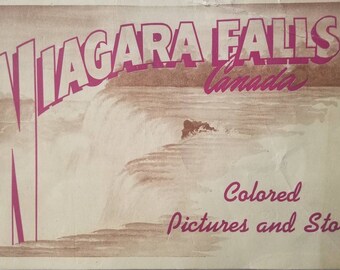 NIAGARA FALLS
Canada
Colored
Pictures and Sto